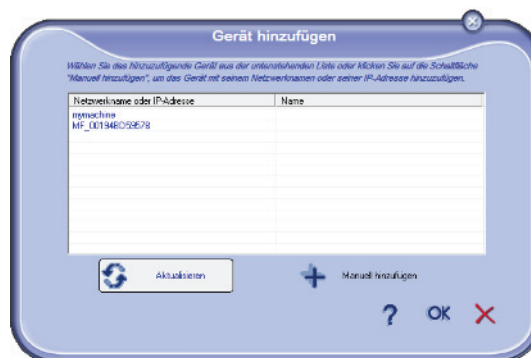 Gerät hinzufügen
Wählen Sie das hinzuzufügende Gerät aus der untenstehenden Liste oder klicken Sie auf die Schaltfläche
"Manuell hinzufügen", um das Gerät mit seinem Netzwerknamen oder seiner IP-Adresse hinzuzufügen.
Netzwerkname oder IP-Adresse Name
mymachine
MF_00194BD59578
Aktualisieren Manuell hinzufügen
? OK